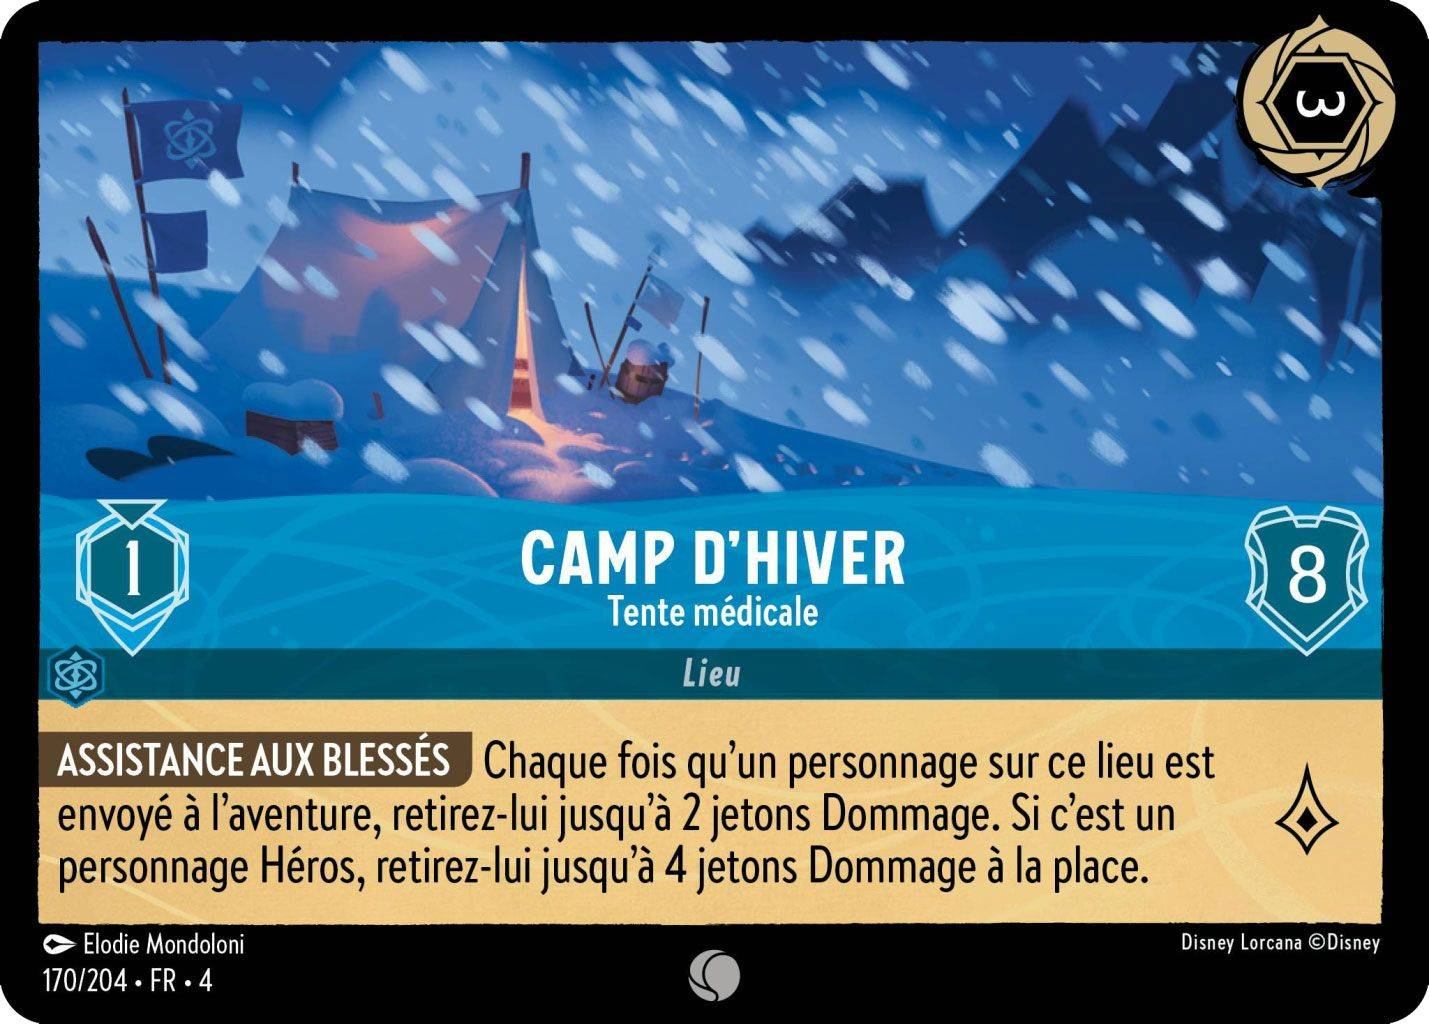 3
1
CAMP D'HIVER
8
Tente médicale
Lieu
ASSISTANCE AUX BLESSÉS Chaque fois qu'un personnage sur ce lieu est
envoyé à l'aventure, retirez-lui jusqu'à 2 jetons Dommage. Si c'est un
personnage Héros, retirez-lui jusqu'à 4 jetons Dommage à la place.
Elodie Mondoloni
Disney Lorcana ©Disney
170/204 • FR • 4